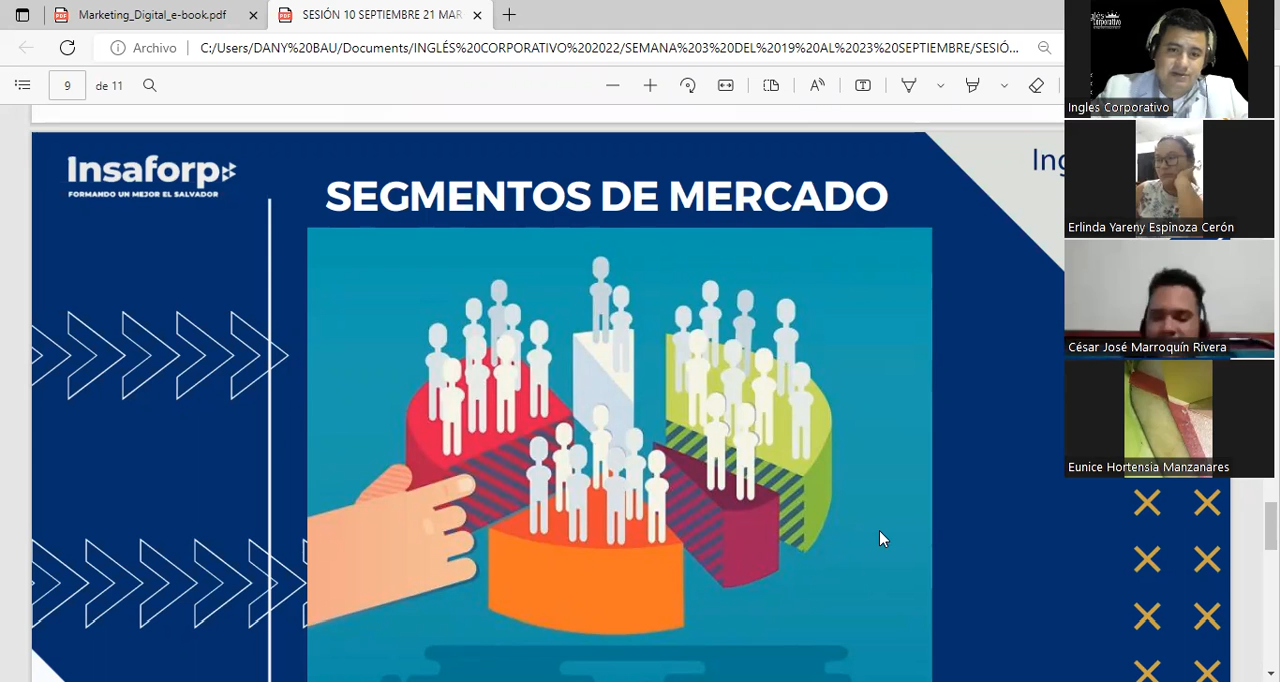 Marketing_Digital_e-book.pdf
SESIÓN 10 SEPTIEMBRE 21 MAR
Archivo
C:/Users/DANY%20BAU/Documents/INGLÉS%20CORPORATIVO%202022/SEMANA%203%20DEL%2019%20AL%2023%20SEPTIEMBRE/SESIÓ...
9 de 11
Insaforp
FORMANDO UN MEJOR EL SALVADOR
SEGMENTOS DE MERCADO
Ing
Ingles Corporativo
Erlinda Yareny Espinoza Cerón
César José Marroquín Rivera
Eunice Hortensia Manzanares